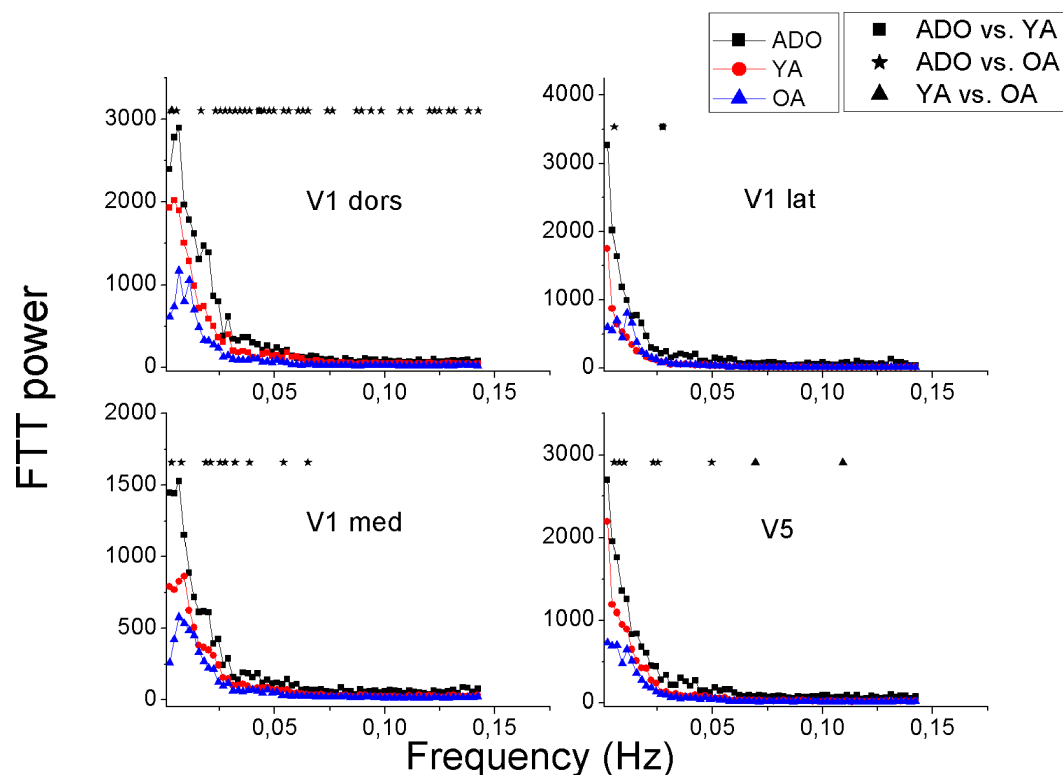 ADO
YA
OA
ADO vs. YA
ADO vs. OA
YA vs. OA
FTT power
3000
2000
1000
0
V1 dors
0,05
0,10
0,15
4000
3000
2000
1000
0
V1 lat
0,05
0,10
0,15
2000
1500
1000
500
0
V1 med
0,05
0,10
0,15
3000
2000
1000
0
V5
0,05
0,10
0,15
Frequency (Hz)